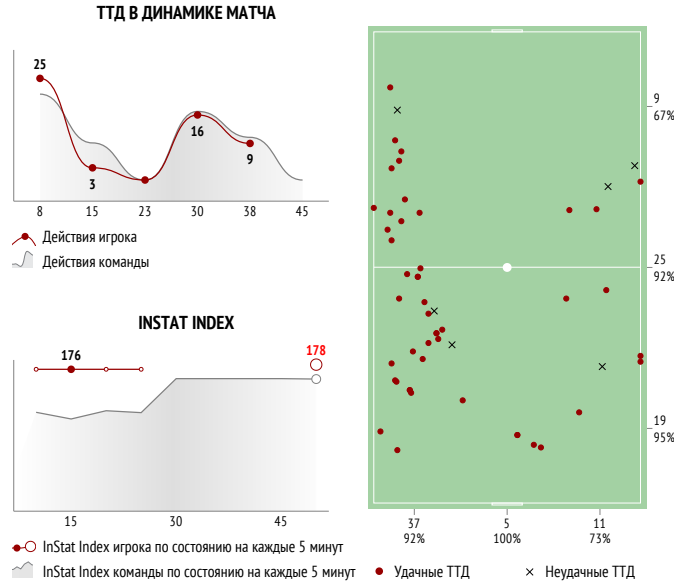 ТТД В ДИНАМИКЕ МАТЧА
25
3
16
9
8 15 23 30 38 45
Действия игрока
Действия команды
INSTAT INDEX
176
178
15 30 45
InStat Index игрока по состоянию на каждые 5 минут
InStat Index команды по состоянию на каждые 5 минут
9
67%
25
92%
19
95%
37 5 11
92% 100% 73%
Удачные ТТД
Неудачные ТТД